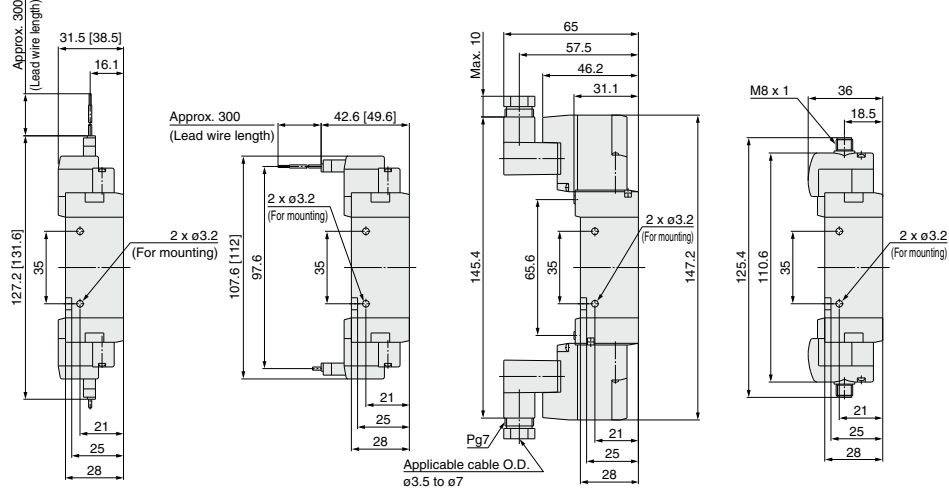 Approx. 300
(Lead wire length)
31.5 [38.5]
16.1
127.2 [131.6]
35
2 x ø3.2
(For mounting)
21
25
28
Approx. 300
(Lead wire length)
42.6 [49.6]
2 x ø3.2
(For mounting)
107.6 [112]
97.6
35
21
25
28
65
57.5
46.2
31.1
Max. 10
145.4
65.6
35
2 x ø3.2
(For mounting)
147.2
Pg7
21
25
28
Applicable cable O.D.
ø3.5 to ø7
M8 x 1
36
18.5
125.4
110.6
35
2 x ø3.2
(For mounting)
21
25
28